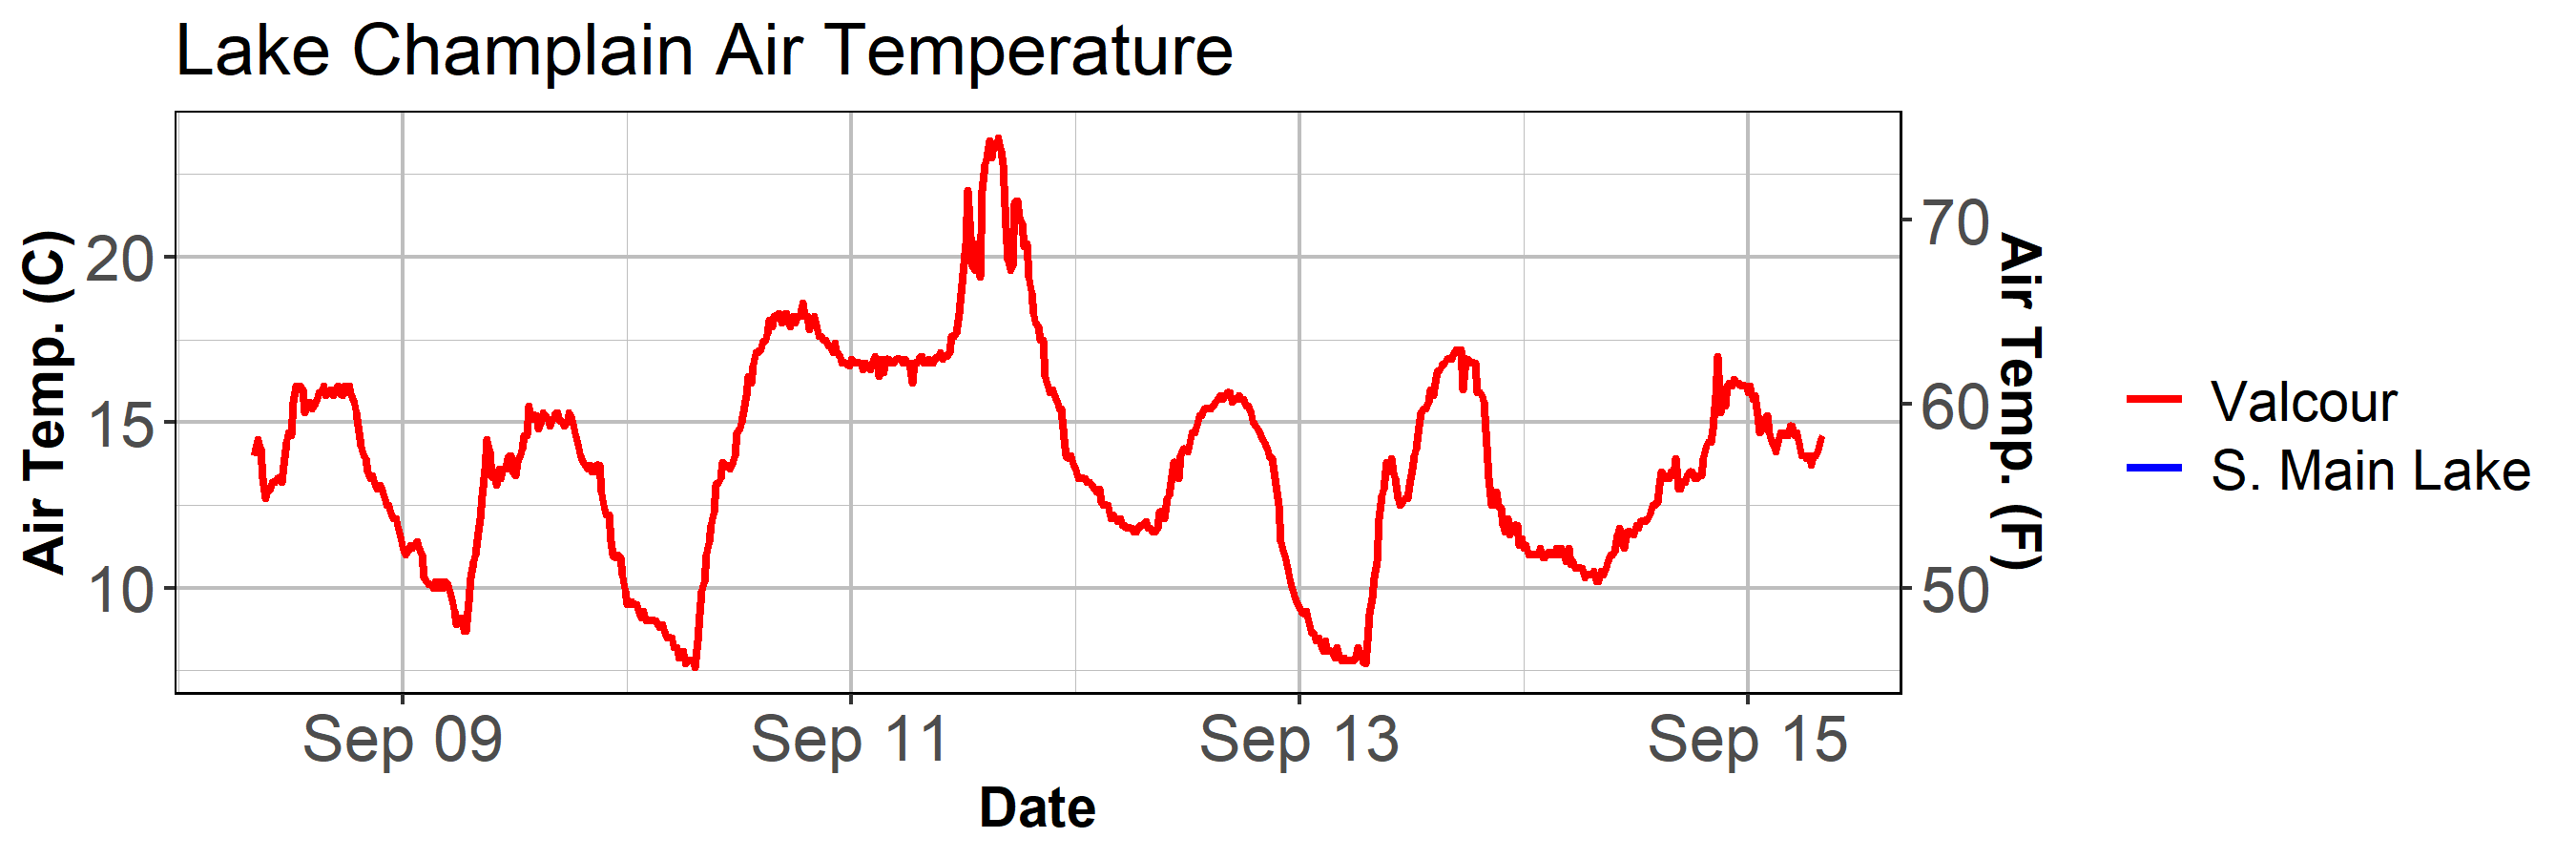 Lake Champlain Air Temperature
Air Temp. (C)
20
15
10
70
60
50
Air Temp. (F)
Sep 09
Sep 11
Sep 13
Sep 15
Date
Valcour
S. Main Lake